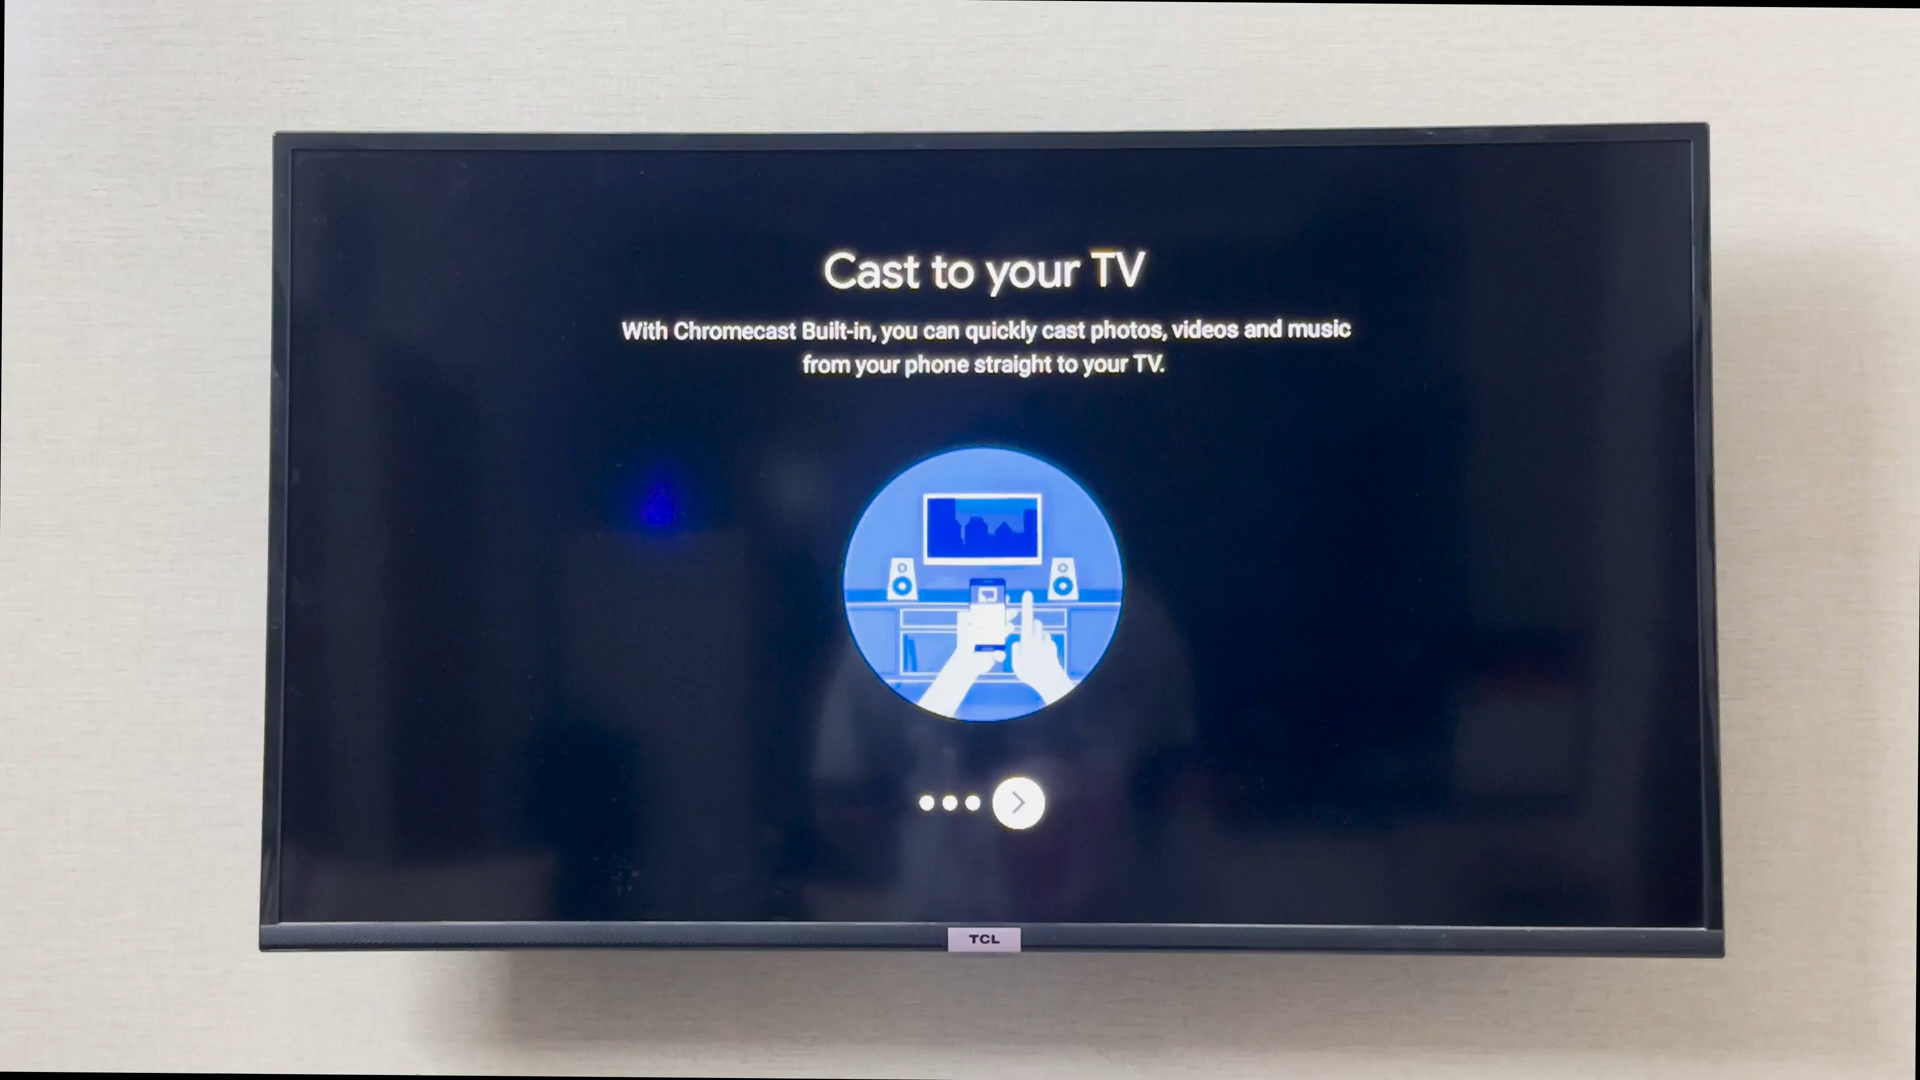 Cast to your TV
With Chromecast Built-in, you can quickly cast photos, videos and music
from your phone straight to your TV.
TCL